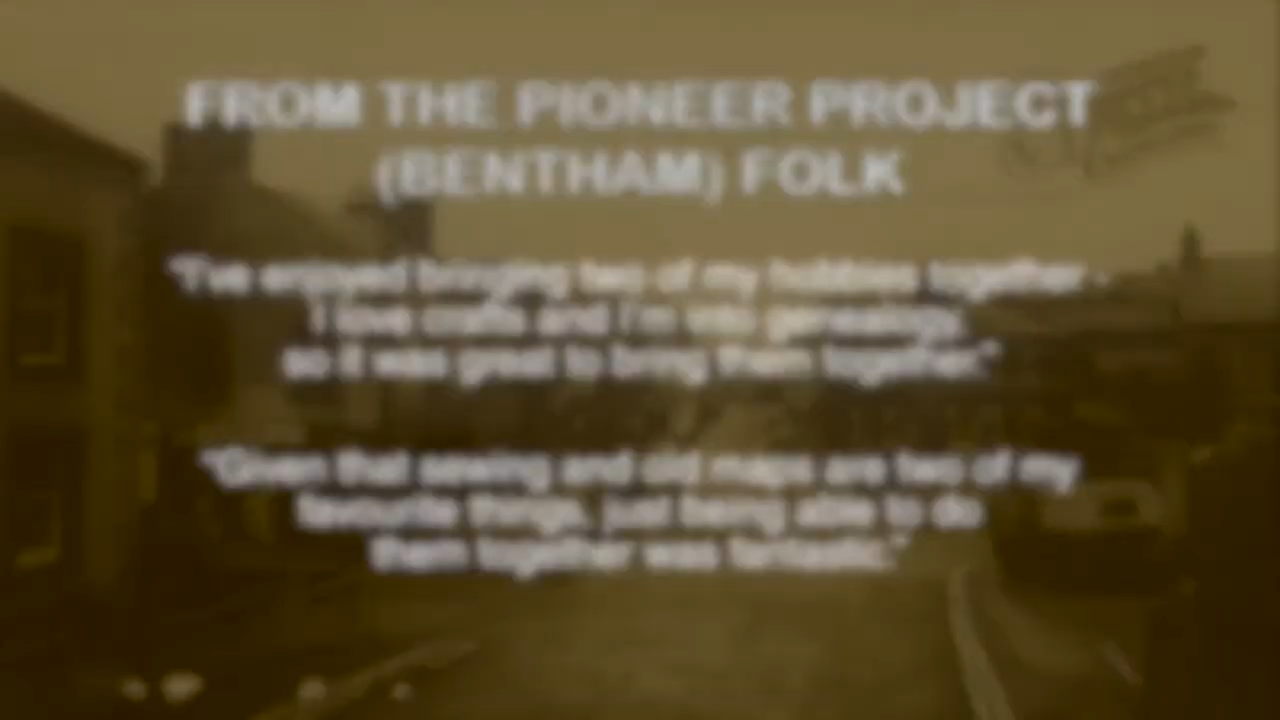 FROM THE PIONEER PROJECT
(BENTHAM) FOLK
"I've enjoyed bringing two of my hobbies together -
I love crafts and I'm into genealogy,
so it was great to bring them together."
"Given that sewing and old maps are two of my
favourite things, just being able to do
them together was fantastic."